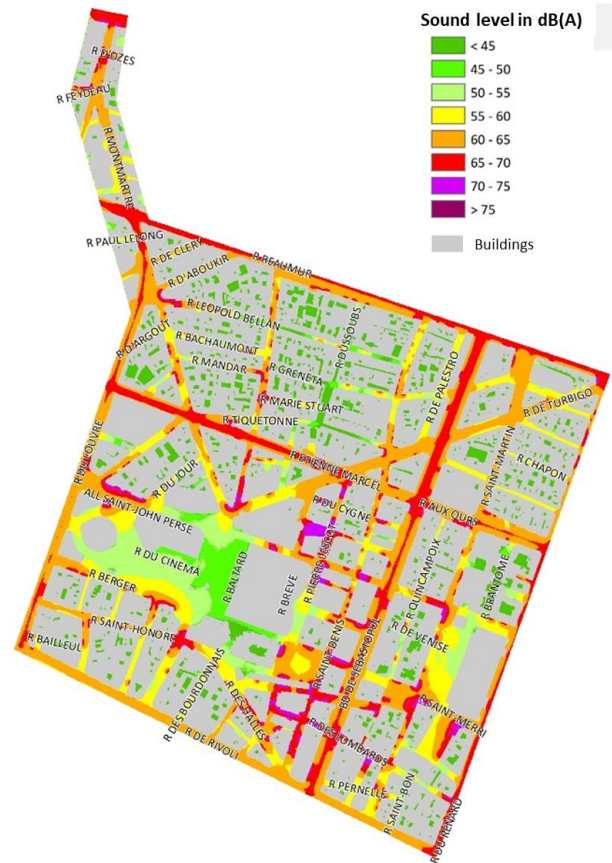 Sound level in dB(A)
< 45
45 - 50
50 - 55
55 - 60
60 - 65
65 - 70
70 - 75
> 75
Buildings
R D'UZES
R FEYDEAU
R MONTMARTRE
R PAUL LELONG
R DE CLERY
R REAUMUR
R D'ABOUKIR
R LEOPOLD BELLAN
R DUSSOUBS
R D'ARGOUT
R BACHAUMONT
R MANDAR
R GRENETA
R DE PALESTRO
R MARIE STUART
R DE TURBIGO
R TIQUETONNE
R ETIENNE MARCEL
R SAINT-MARTIN
R CHAPON
R DU LOUVRE
R DU JOUR
ALL SAINT-JOHN PERSE
R DU CYGNE
R AUX OURS
R DU CINEMA
R BALTARD
R BREVE
R PIERRE LESCOT
R QUINCAMPOIX
R BRANTOME
R BERGER
R SAINT-HONORE
R BAILLEUL
R SAINT-DENIS
BD DE SEBASTOPOL
R DE VENISE
R DES BOURDONNAIS
R DES HALLES
R SAINT-MERRI
R DES LOMBARDS
R DE RIVOLI
R PERNELLE
R SAINT-BON
R DU RENARD